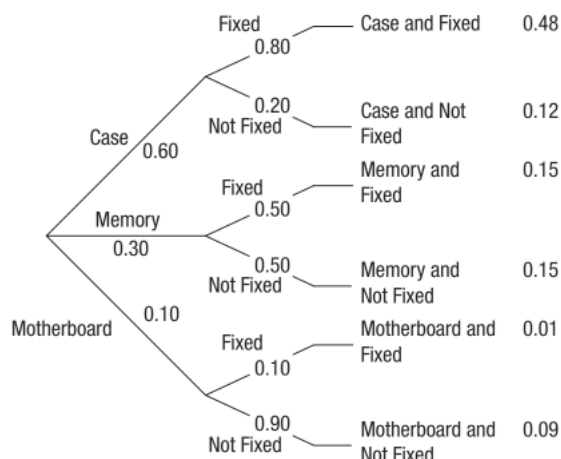 Fixed
0.80
Case and Fixed 0.48
0.20
Not Fixed
Case and Not 0.12
Fixed
Case
0.60
Fixed
0.50
Memory and 0.15
Fixed
Memory
0.30
0.50
Not Fixed
Memory and 0.15
Not Fixed
0.10
Motherboard
Fixed
0.10
Motherboard and 0.01
Fixed
0.90
Not Fixed
Motherboard and 0.09
Not Fixed